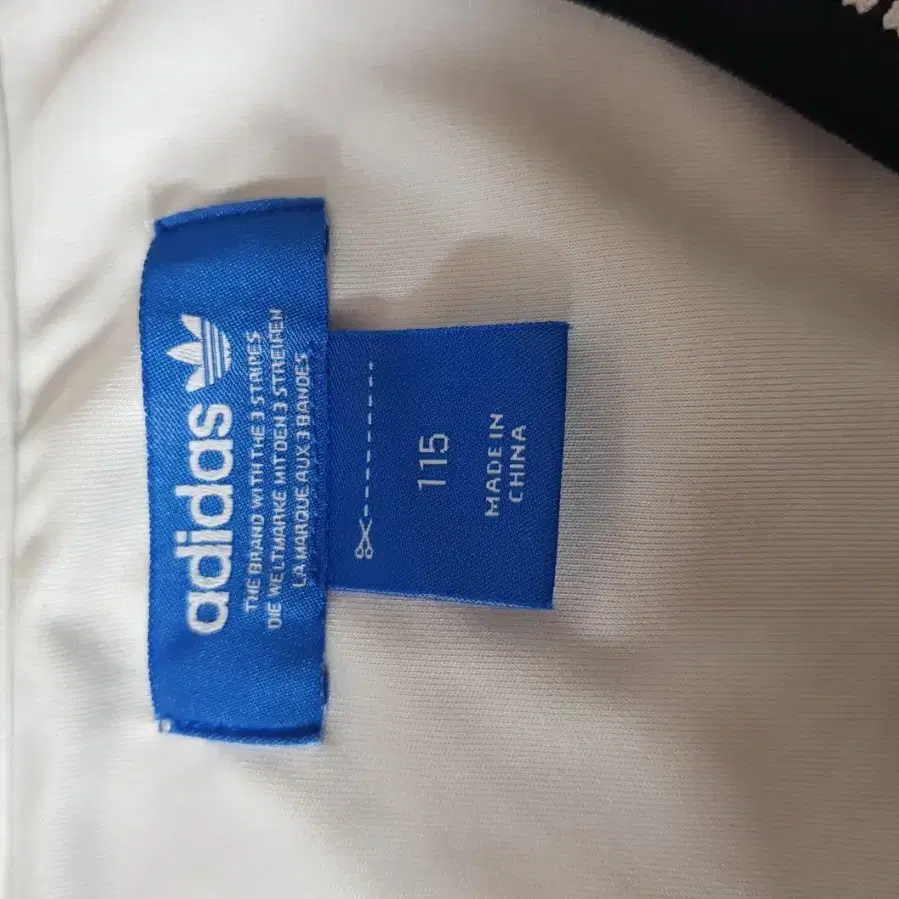 adidas
THE BRAND WITH THE 3 STRIPES
DIE WELTMARKE MIT DEN 3 STREIFEN
LA MARQUE AUX 3 BANDES
115
MADE IN
CHINA